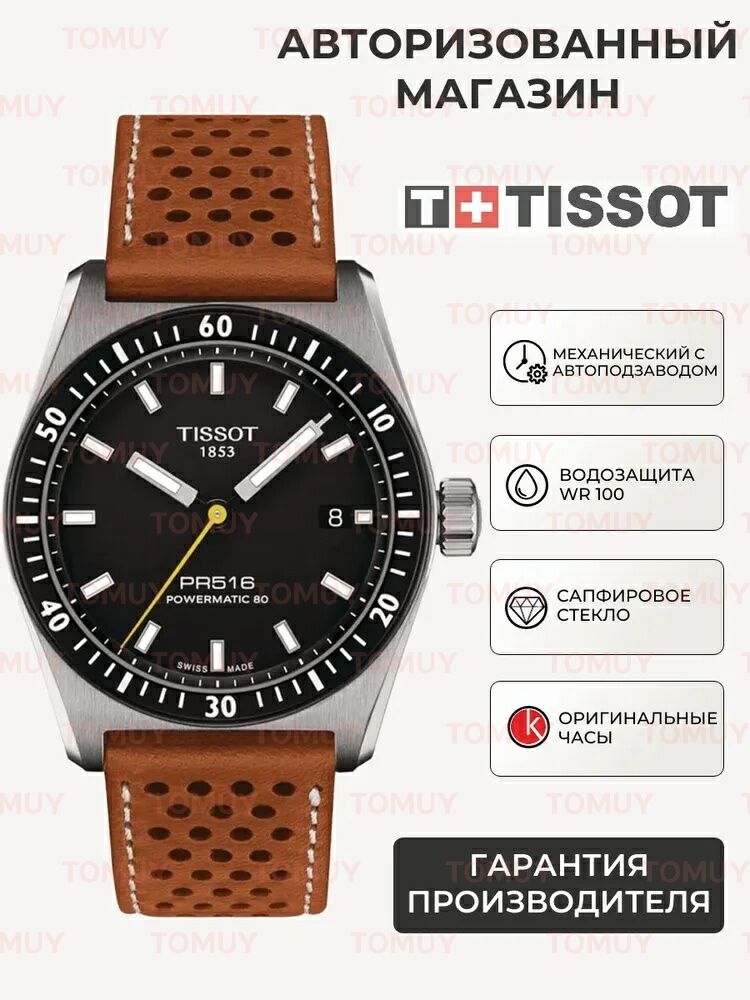 АВТОРИЗОВАННЫЙ
МАГАЗИН
T+TISSOT
МЕХАНИЧЕСКИЙ С
АВТОПОДЗАВОДОМ
ВОДОЗАЩИТА
WR 100
САПФИРОВОЕ
СТЕКЛО
k
ОРИГИНАЛЬНЫЕ
ЧАСЫ
ГАРАНТИЯ
ПРОИЗВОДИТЕЛЯ
60
10
20
30
40
50
TISSOT
1853
8
PR516
POWERMATIC 80
SWISS MADE
TOMUY